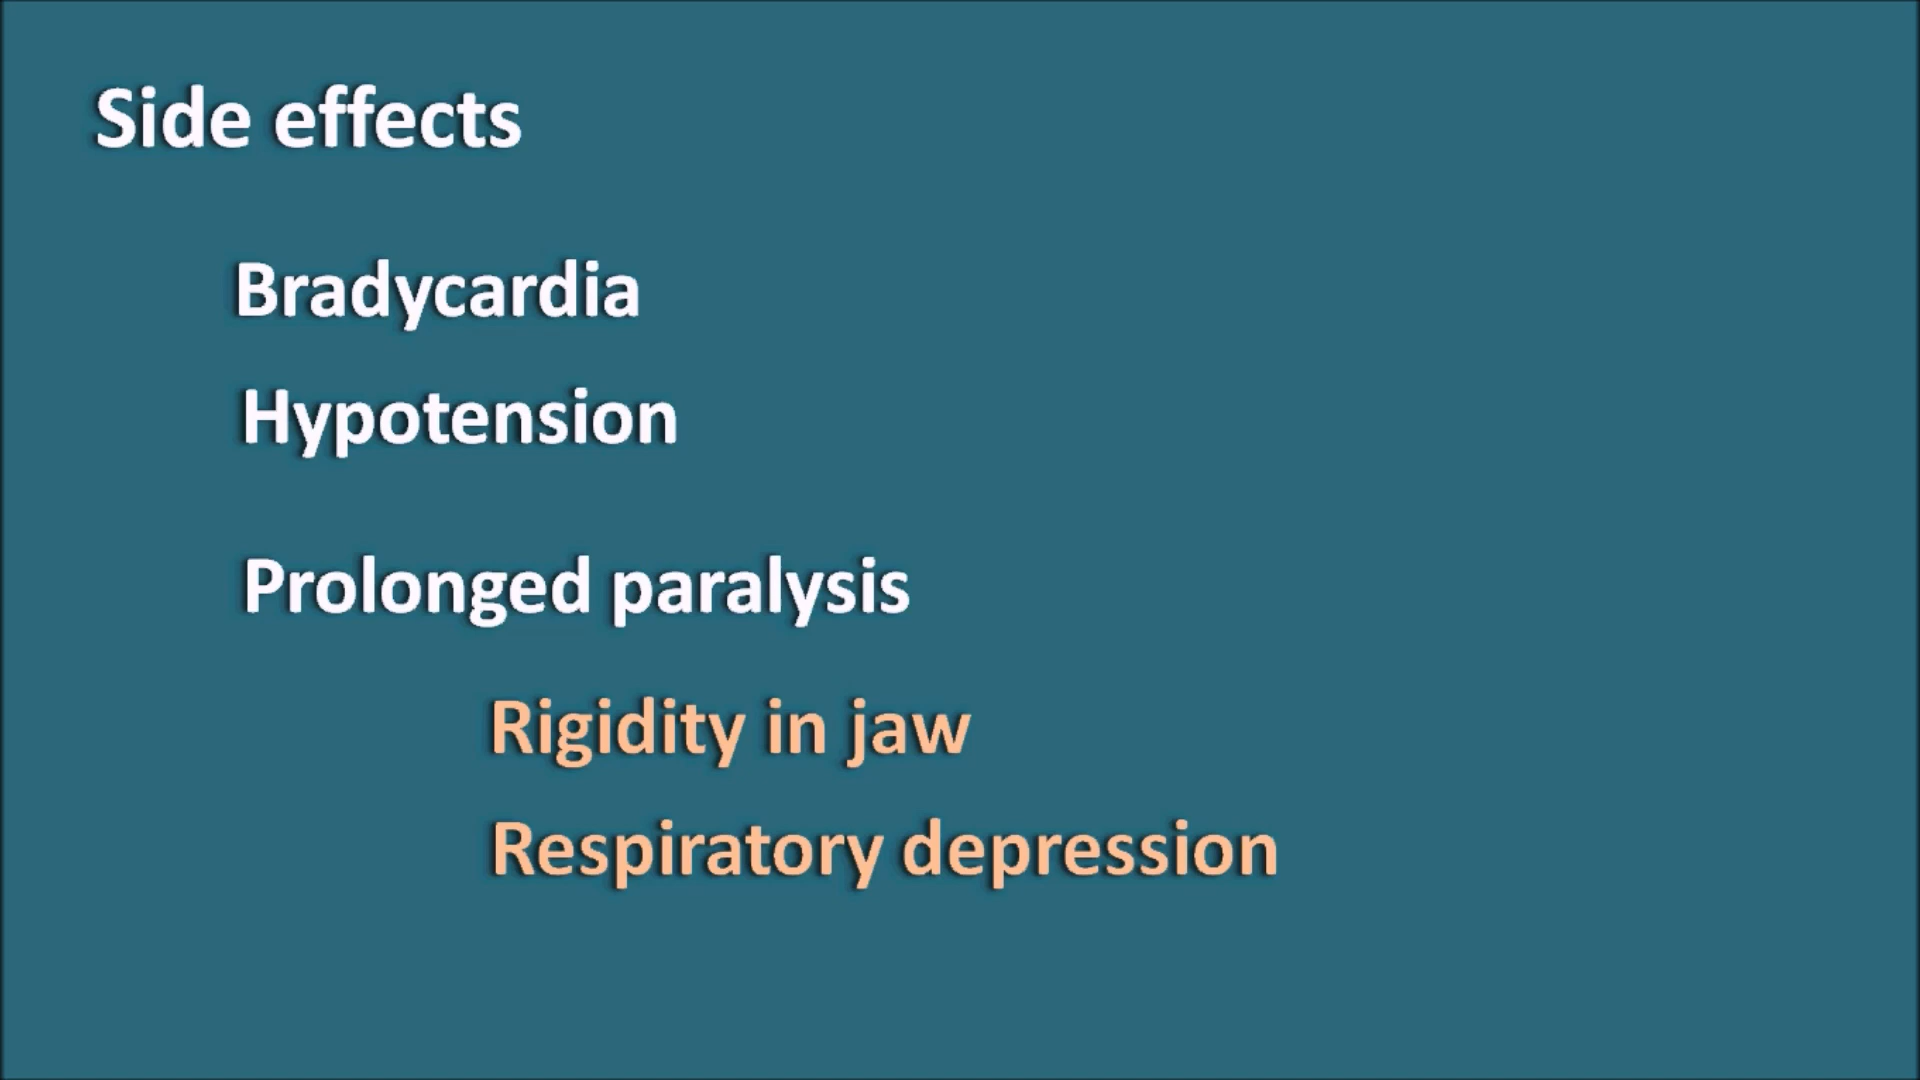 Side effects
Bradycardia
Hypotension
Prolonged paralysis
Rigidity in jaw
Respiratory depression